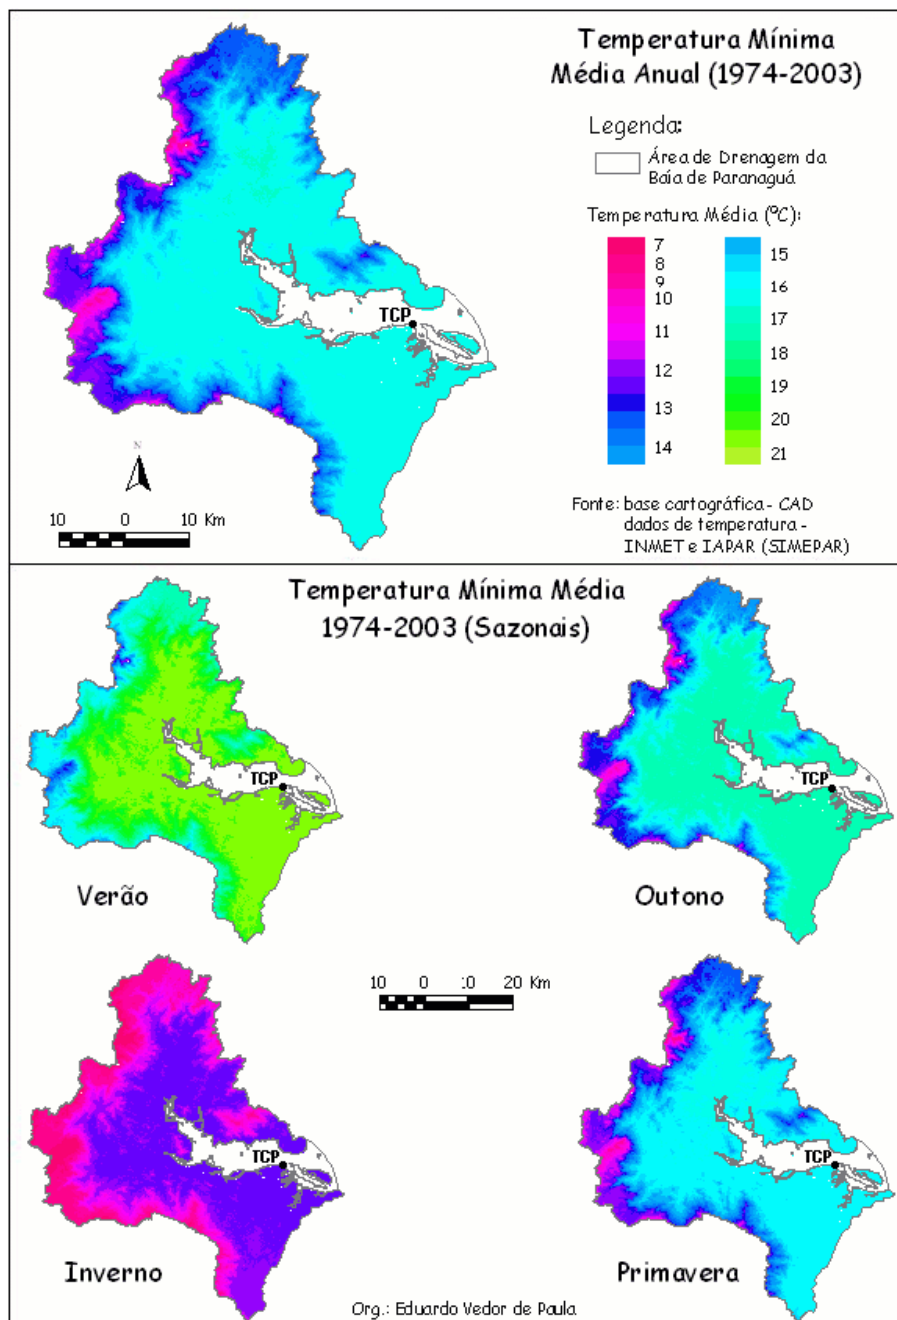 Temperatura Mínima
Média Anual (1974-2003)
Legenda:
Área de Drenagem da
Baía de Paranaguá
Temperatura Média (ºC):
7
8
9
10
11
12
13
14
15
16
17
18
19
20
21
TCP
N
10 0 10 Km
Fonte: base cartográfica - CAD
dados de temperatura -
INMET e IAPAR (SIMEPAR)
Temperatura Mínima Média
1974-2003 (Sazonais)
TCP
TCP
Verão
Outono
10 0 :10 20 Km
TCP
TCP
Inverno
Primavera
Org.: Eduardo Vedor de Paula